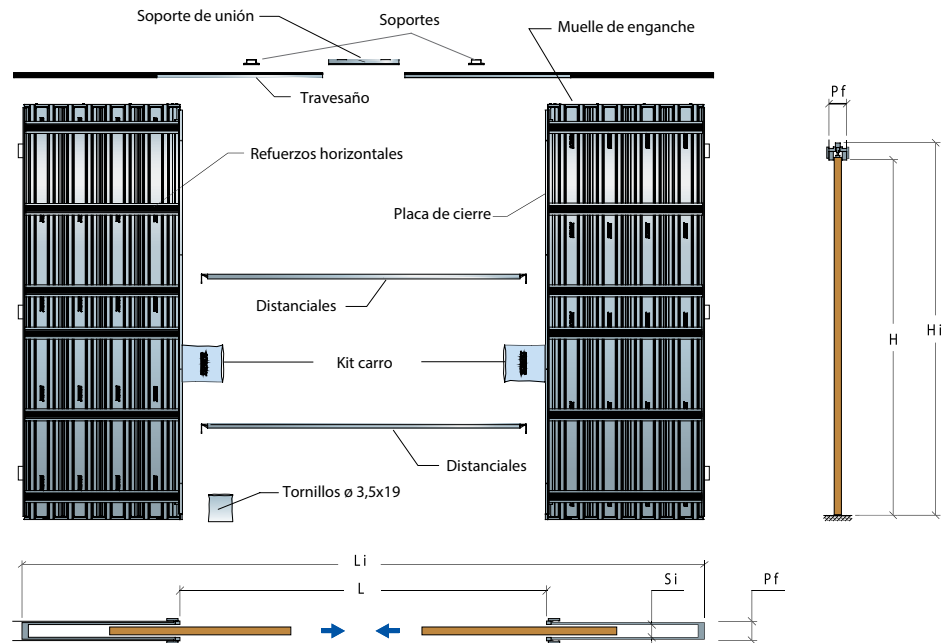 Soporte de unión
Soportes
Muelle de enganche
Travesaño
Pf
Refuerzos horizontales
Placa de cierre
Distanciales
H
Hi
Kit carro
Distanciales
Tornillos ø 3,5x19
Li
L
Si
Pf